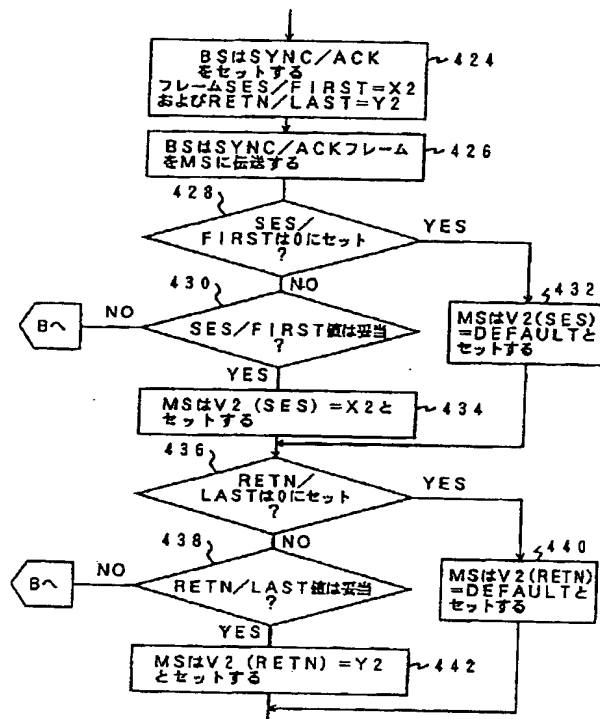 BSはSYNC/ACK
をセットする
フレームSES/FIRST=X2
およびRETN/LAST=Y2
424
BSはSYNC/ACKフレーム
をMSに伝送する
426
428
SES/
FIRSTは0にセット
?
YES
NO
430
432
Bへ
NO
SES/FIRST値は妥当
?
MSはV2(SES)
=DEFAULTと
セットする
YES
MSはV2(SES)=X2と
セットする
434
436
RETN/
LASTは0にセット
?
YES
NO
438
440
Bへ
NO
RETN/LAST値は妥当
?
MSはV2(RETN)
=DEFAULTと
セットする
YES
MSはV2(RETN)=Y2
とセットする
442